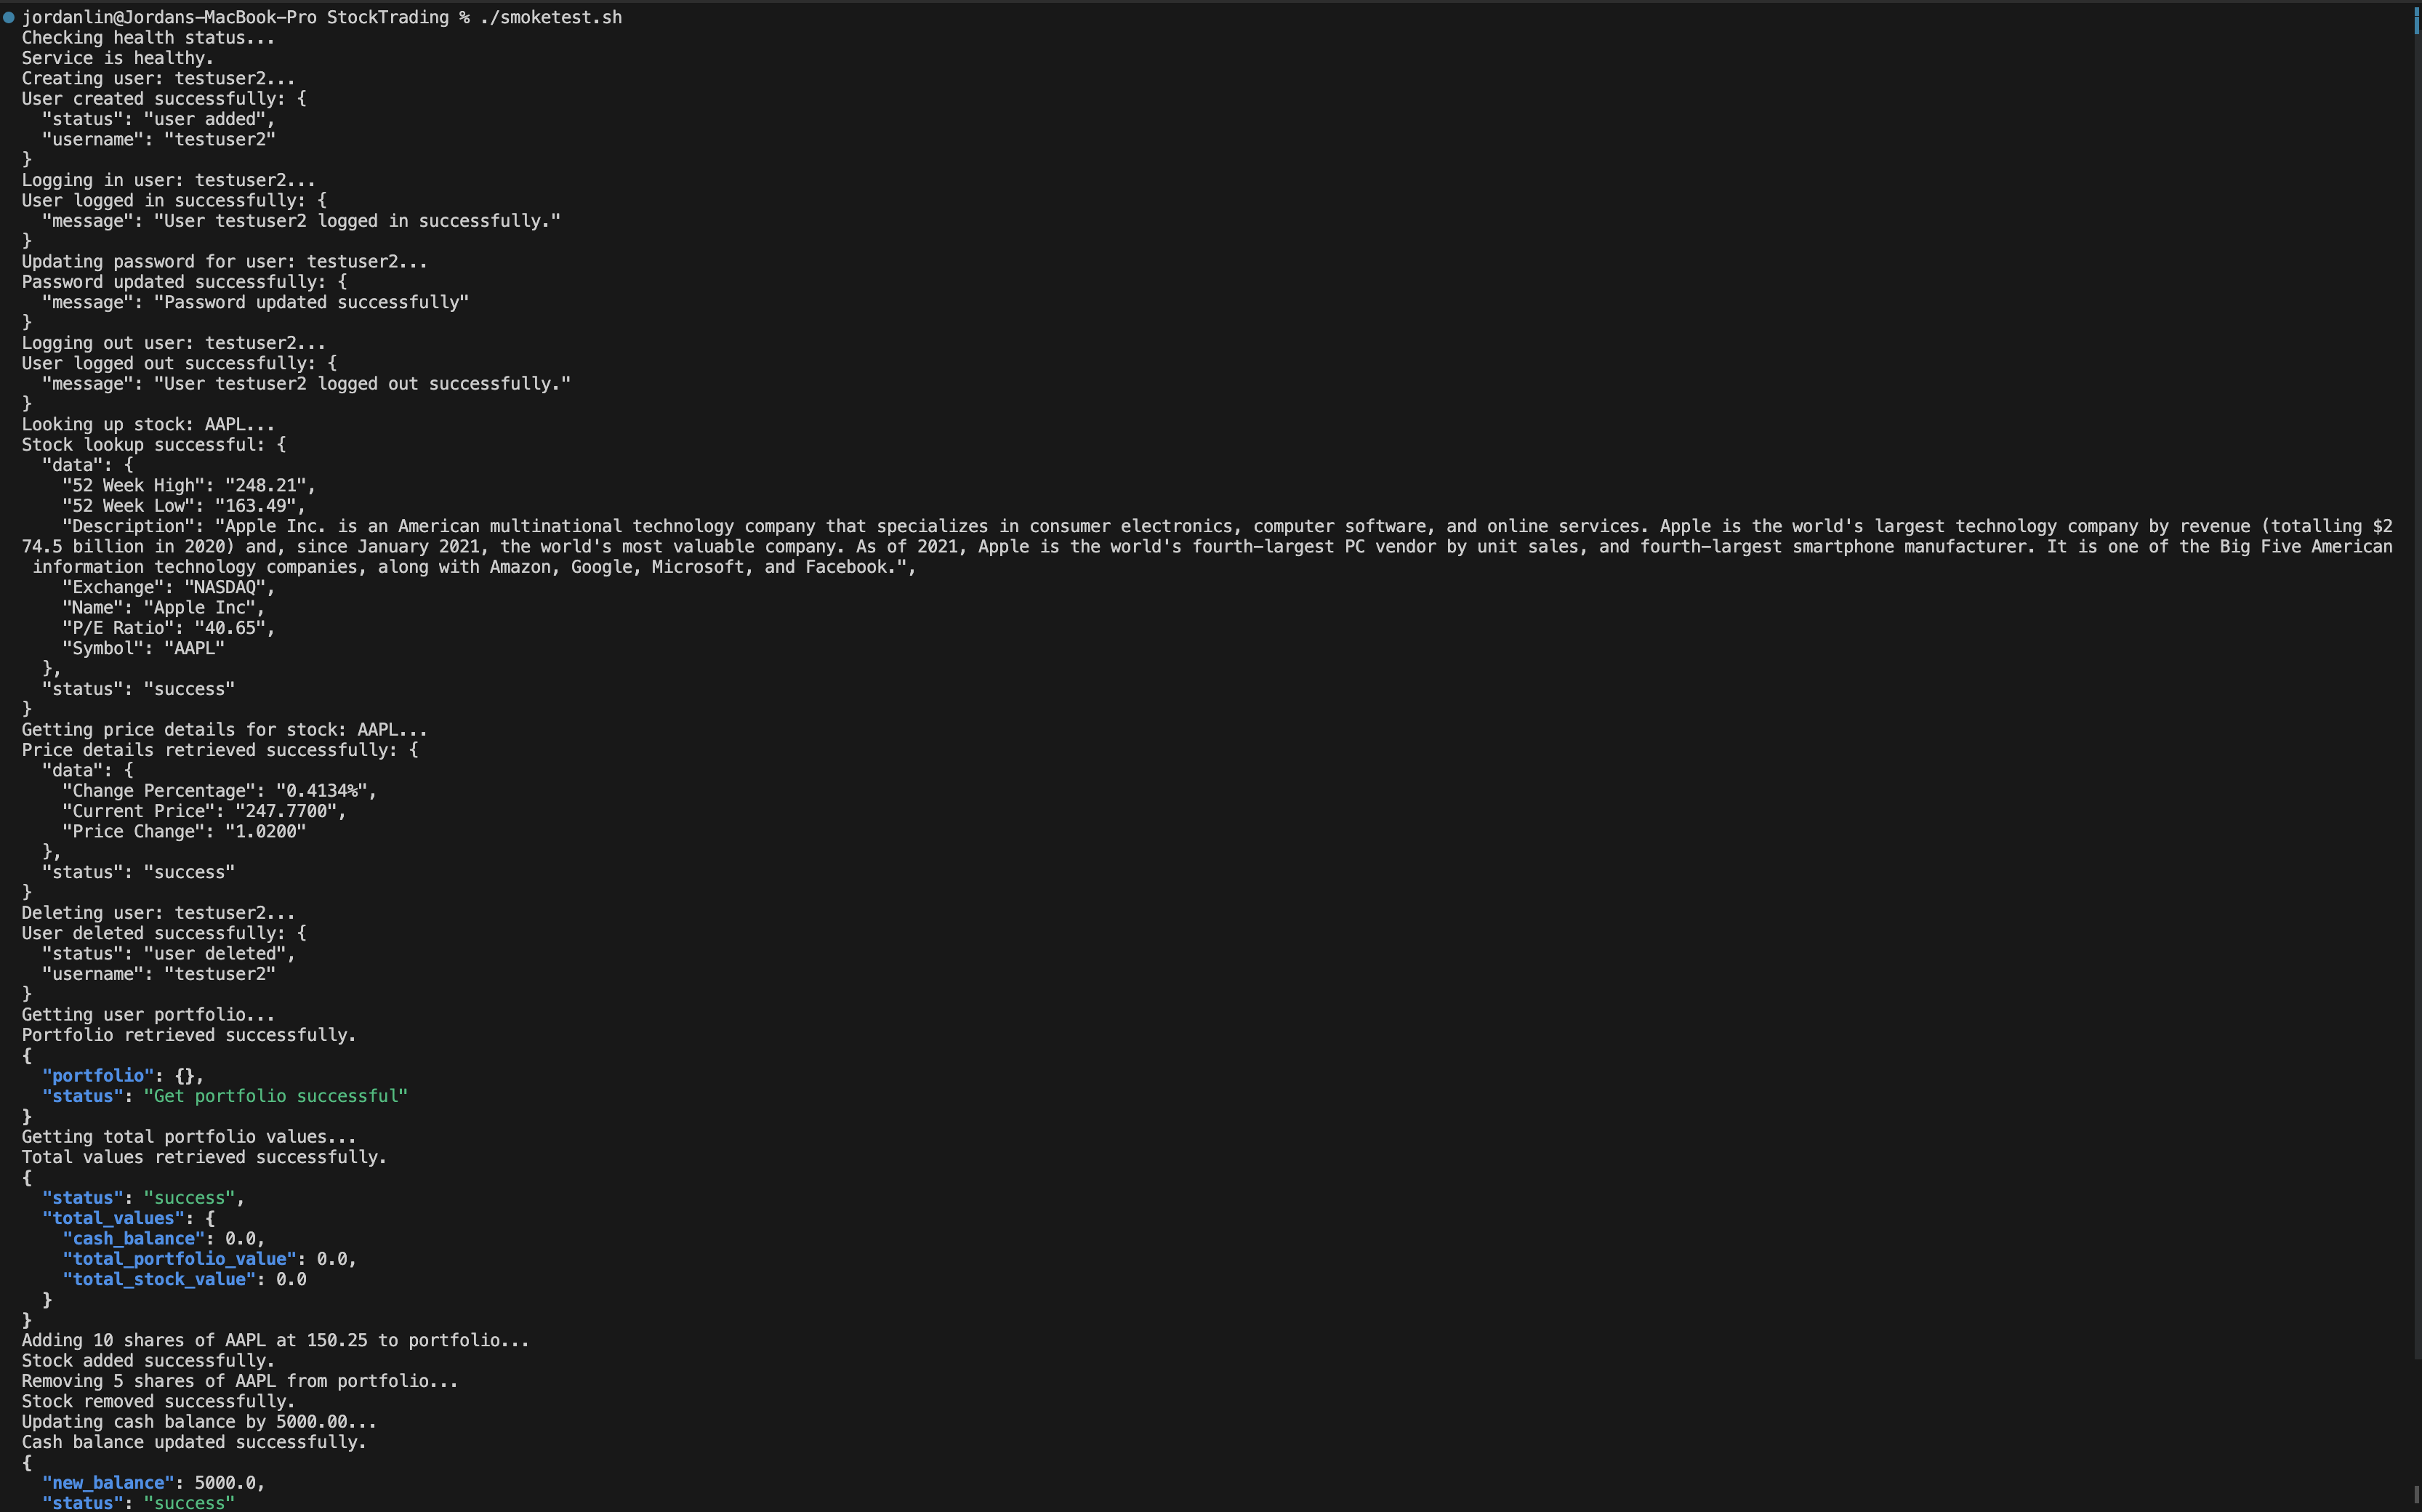 jordanlin@Jordans-MacBook-Pro StockTrading % ./smoketest.sh
Checking health status...
Service is healthy.
Creating user: testuser2...
User created successfully: {
  "status": "user added",
  "username": "testuser2"
}
Logging in user: testuser2...
User logged in successfully: {
  "message": "User testuser2 logged in successfully."
}
Updating password for user: testuser2...
Password updated successfully: {
  "message": "Password updated successfully"
}
Logging out user: testuser2...
User logged out successfully: {
  "message": "User testuser2 logged out successfully."
}
Looking up stock: AAPL...
Stock lookup successful: {
  "data": {
    "52 Week High": "248.21",
    "52 Week Low": "163.49",
    "Description": "Apple Inc. is an American multinational technology company that specializes in consumer electronics, computer software, and online services. Apple is the world's largest technology company by revenue (totalling $2
74.5 billion in 2020) and, since January 2021, the world's most valuable company. As of 2021, Apple is the world's fourth-largest PC vendor by unit sales, and fourth-largest smartphone manufacturer. It is one of the Big Five American
 information technology companies, along with Amazon, Google, Microsoft, and Facebook.",
    "Exchange": "NASDAQ",
    "Name": "Apple Inc",
    "P/E Ratio": "40.65",
    "Symbol": "AAPL"
  },
  "status": "success"
}
Getting price details for stock: AAPL...
Price details retrieved successfully: {
  "data": {
    "Change Percentage": "0.4134%",
    "Current Price": "247.7700",
    "Price Change": "1.0200"
  },
  "status": "success"
}
Deleting user: testuser2...
User deleted successfully: {
  "status": "user deleted",
  "username": "testuser2"
}
Getting user portfolio...
Portfolio retrieved successfully.
{
  "portfolio": {},
  "status": "Get portfolio successful"
}
Getting total portfolio values...
Total values retrieved successfully.
{
  "status": "success",
  "total_values": {
    "cash_balance": 0.0,
    "total_portfolio_value": 0.0,
    "total_stock_value": 0.0
  }
}
Adding 10 shares of AAPL at 150.25 to portfolio...
Stock added successfully.
Removing 5 shares of AAPL from portfolio...
Stock removed successfully.
Updating cash balance by 5000.00...
Cash balance updated successfully.
{
  "new_balance": 5000.0,
  "status": "success"